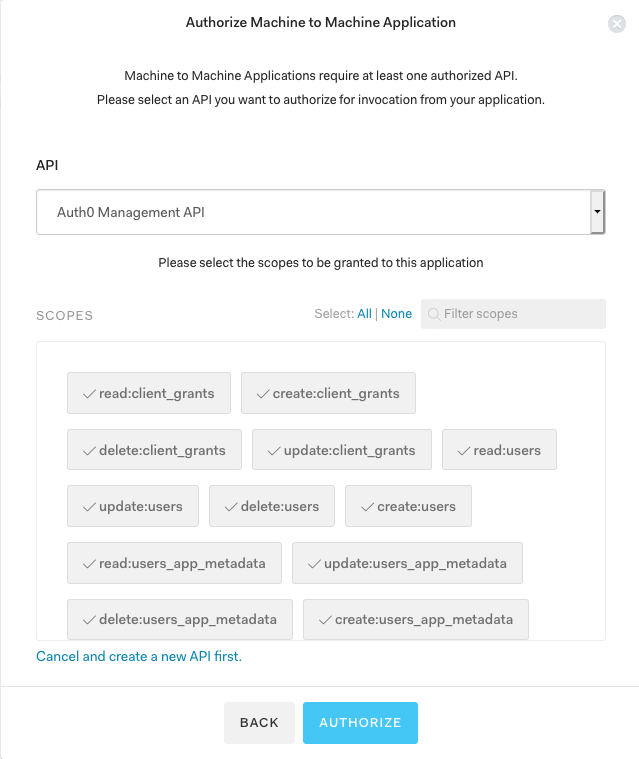 Authorize Machine to Machine Application
Machine to Machine Applications require at least one authorized API.
Please select an API you want to authorize for invocation from your application.
API
Auth0 Management API
Please select the scopes to be granted to this application
SCOPES Select: All | None Filter scopes
read:client_grants create:client_grants
delete:client_grants update:client_grants read:users
update:users delete:users create:users
read:users_app_metadata update:users_app_metadata
delete:users_app_metadata create:users_app_metadata
Cancel and create a new API first.
BACK AUTHORIZE